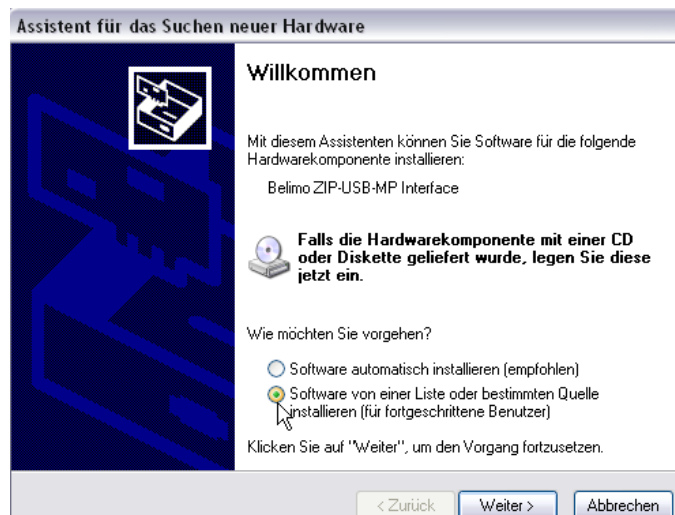 Assistent für das Suchen neuer Hardware
Willkommen
Mit diesem Assistenten können Sie Software für die folgende
Hardwarekomponente installieren:
Belimo ZIP-USB-MP Interface
Falls die Hardwarekomponente mit einer CD
oder Diskette geliefert wurde, legen Sie diese
jetzt ein.
Wie möchten Sie vorgehen?
Software automatisch installieren (empfohlen)
Software von einer Liste oder bestimmten Quelle
installieren (für fortgeschrittene Benutzer)
Klicken Sie auf "Weiter", um den Vorgang fortzusetzen.
< Zurück Weiter > Abbrechen